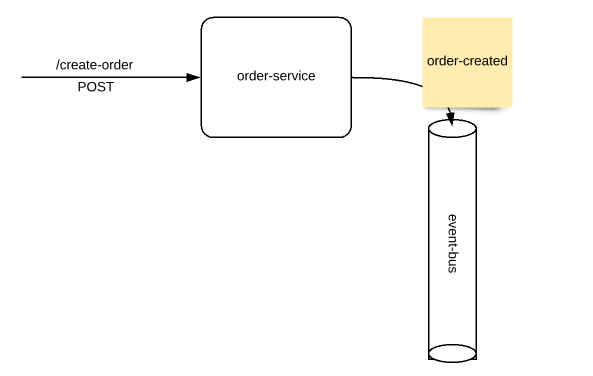 /create-order
POST
order-service
order-created
event-bus